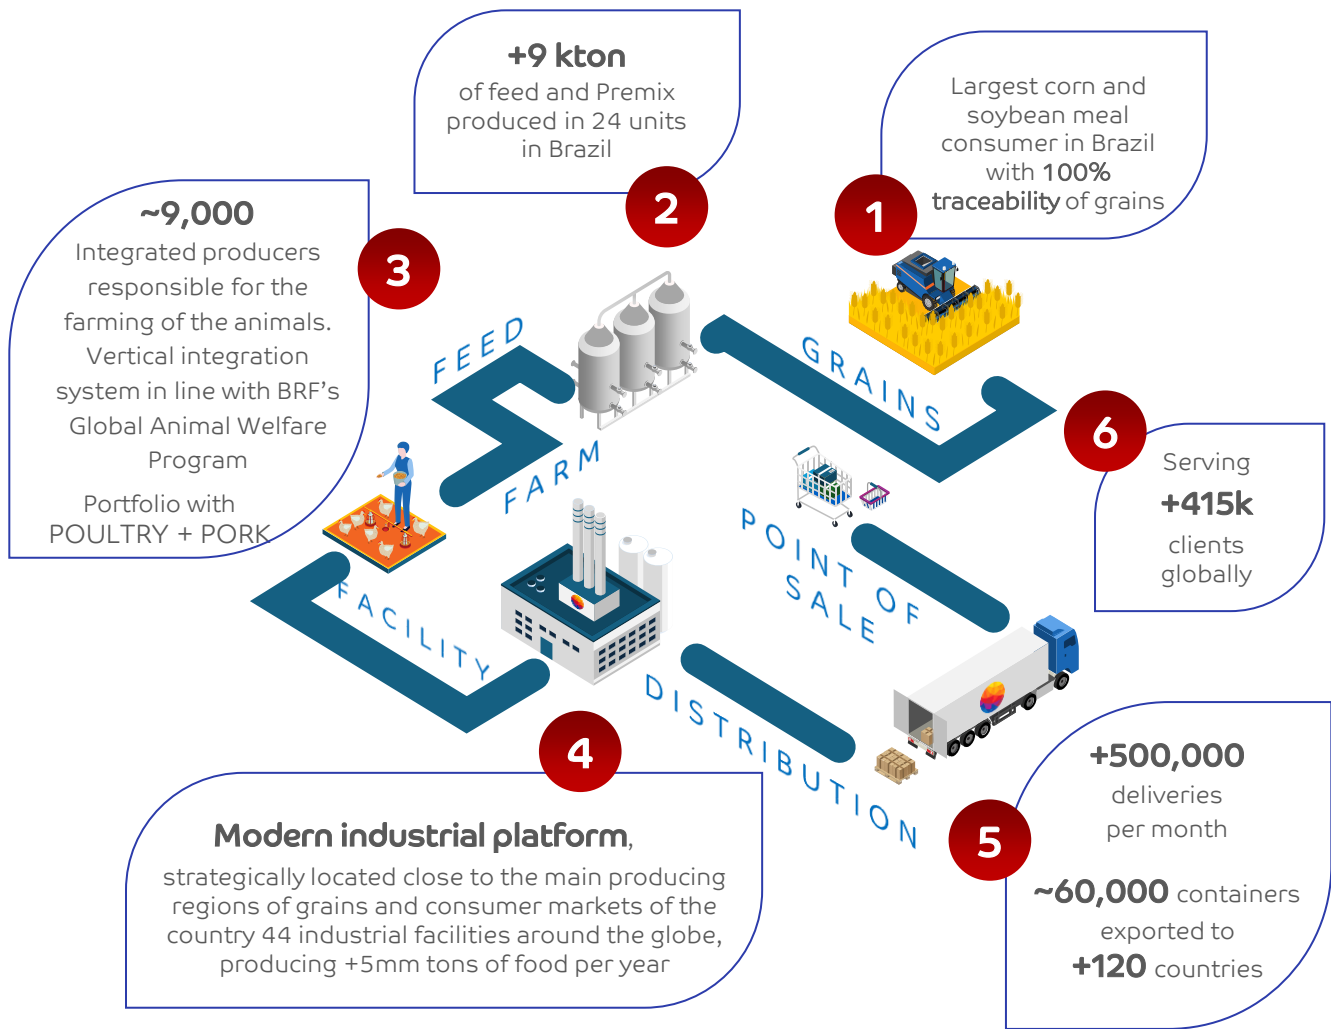 +9 kton
of feed and Premix
produced in 24 units
in Brazil
2
Largest corn and
soybean meal
consumer in Brazil
with 100%
traceability of grains
1
~9,000
Integrated producers
responsible for the
farming of the animals.
Vertical integration
system in line with BRF’s
Global Animal Welfare
Program
Portfolio with
POULTRY + PORK
3
FEED
GRAINS
FARM
6
Serving
+415k
clients
globally
POINT OF
SALE
FACILITY
DISTRIBUTION
4
Modern industrial platform,
strategically located close to the main producing
regions of grains and consumer markets of the
country 44 industrial facilities around the globe,
producing +5mm tons of food per year
5
+500,000
deliveries
per month
~60,000 containers
exported to
+120 countries